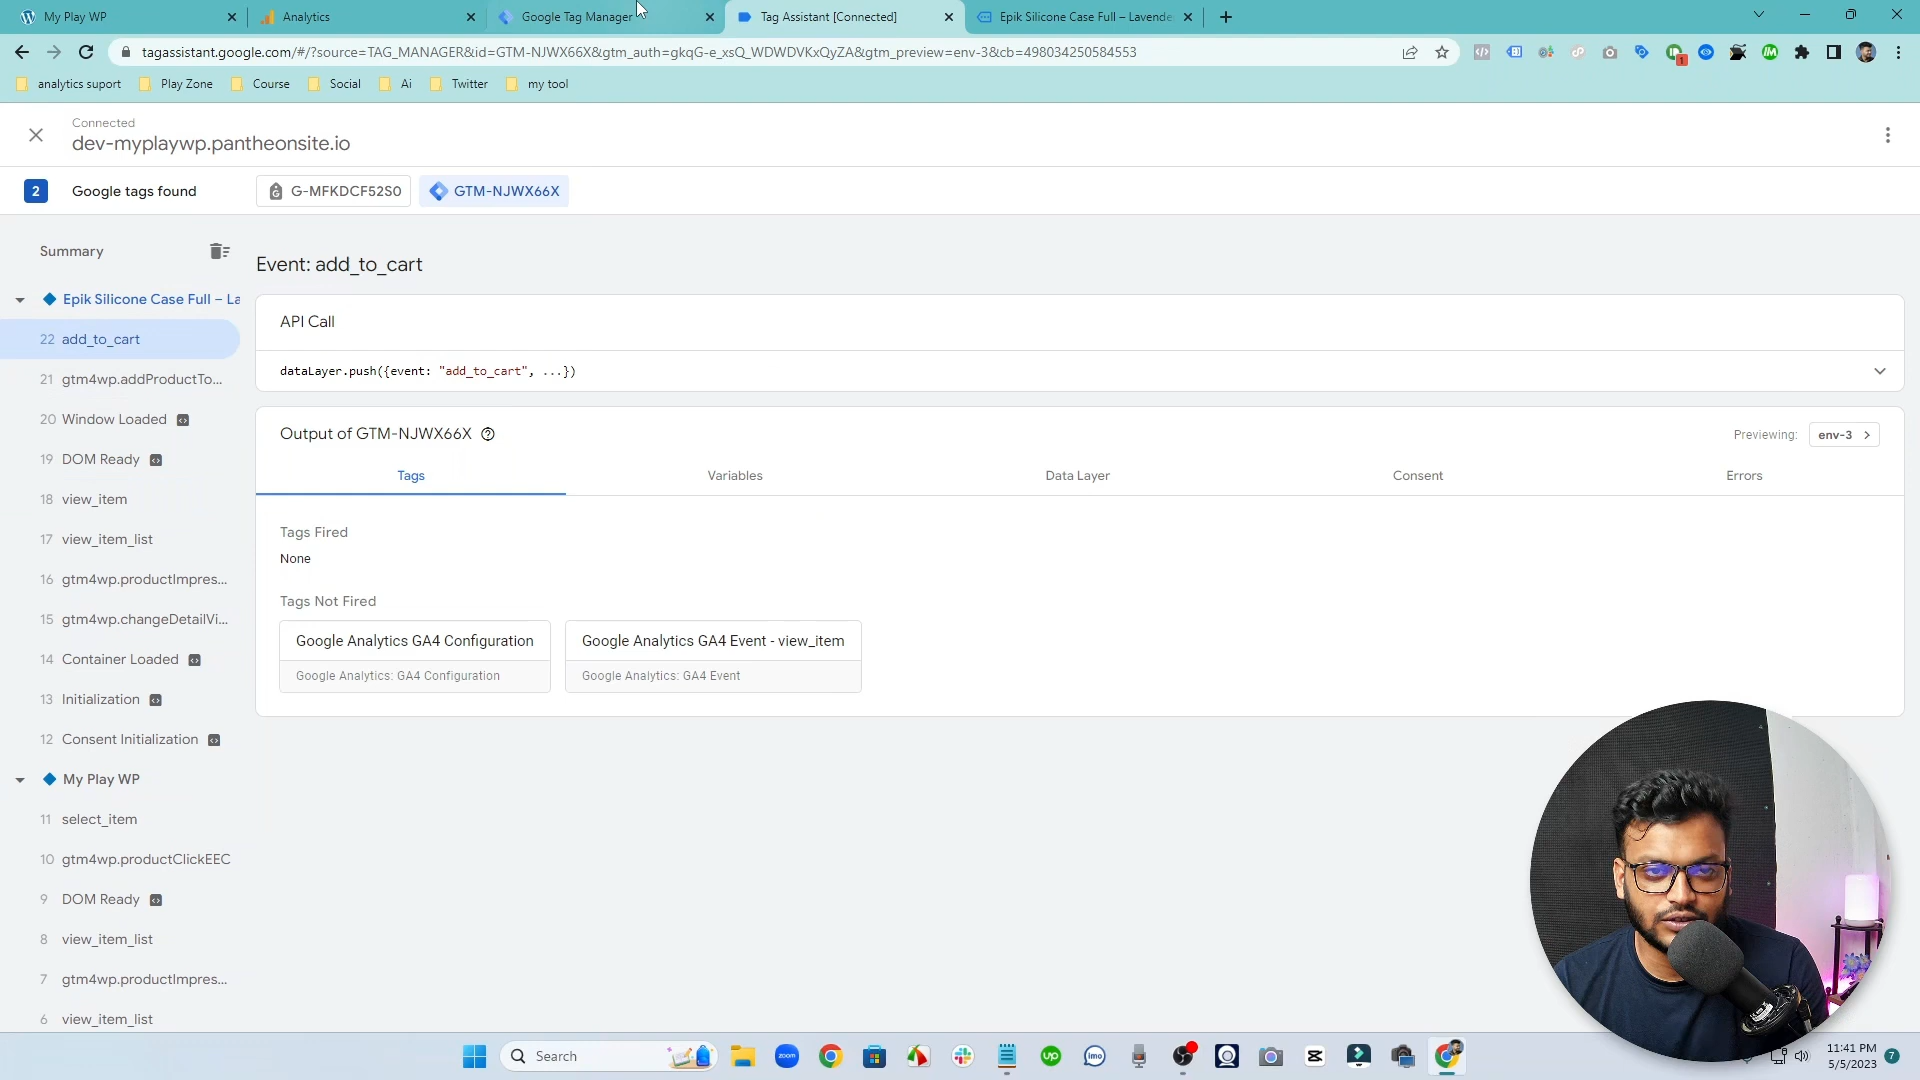 My Play WP
Analytics
Google Tag Manager
Tag Assistant [Connected]
Epik Silicone Case Full – Lavende
tagassistant.google.com/#/?source=TAG_MANAGER&id=GTM-NJWX66X&gtm_auth=gkqG-e_xsQ_WDWDVKxQyZA&gtm_preview=env-3&cb=498034250584553
analytics suport
Play Zone
Course
Social
Ai
Twitter
my tool
Connected
dev-myplaywp.pantheonsite.io
2
Google tags found
G-MFKDCF52S0
GTM-NJWX66X
Summary
Epik Silicone Case Full – La
22 add_to_cart
21 gtm4wp.addProductTo...
20 Window Loaded
19 DOM Ready
18 view_item
17 view_item_list
16 gtm4wp.productImpres...
15 gtm4wp.changeDetailVi...
14 Container Loaded
13 Initialization
12 Consent Initialization
My Play WP
11 select_item
10 gtm4wp.productClickEEC
9 DOM Ready
8 view_item_list
7 gtm4wp.productImpres...
6 view_item_list
Event: add_to_cart
API Call
dataLayer.push({event: "add_to_cart", ...})
Output of GTM-NJWX66X
Previewing: env-3
Tags
Variables
Data Layer
Consent
Errors
Tags Fired
None
Tags Not Fired
Google Analytics GA4 Configuration
Google Analytics: GA4 Configuration
Google Analytics GA4 Event - view_item
Google Analytics: GA4 Event
Search
zoom
up
imo
11:41 PM
5/5/2023
7